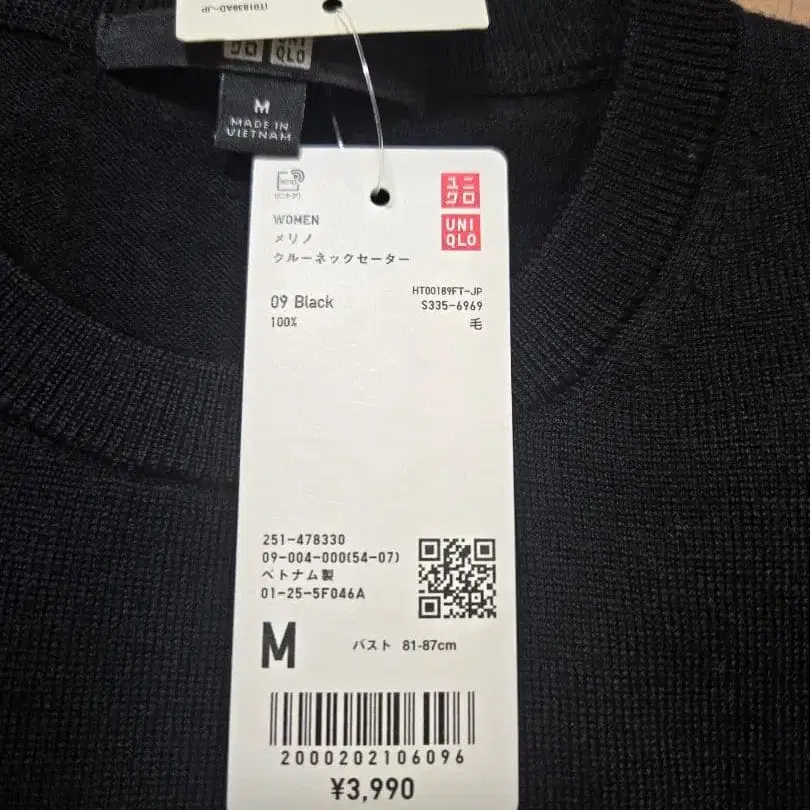 IT01838AD-JP
UNI
QLO
M
MADE IN
VIETNAM
ユニ
クロ
UNI
QLO
WOMEN
メリノ
クルーネックセーター
HT00189FT-JP
09 Black
S335-6969
100%
毛
251-478330
09-004-000(54-07)
ベトナム製
01-25-5F046A
M
バスト 81-87cm
2000202106096
¥3,990